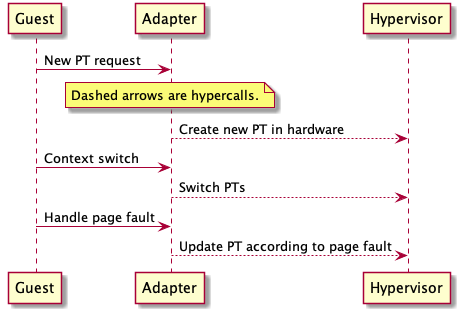 Guest Adapter Hypervisor
New PT request
Dashed arrows are hypercalls.
Create new PT in hardware
Context switch
Switch PTs
Handle page fault
Update PT according to page fault
Guest Adapter Hypervisor